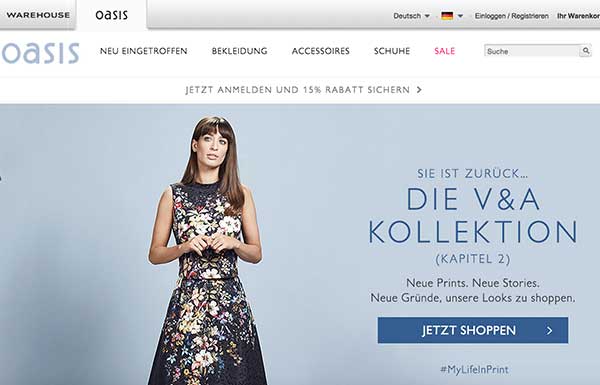 WAREHOUSE oasis Deutsch Einloggen / Registrieren Ihr Warenkor
oasis NEU EINGETROFFEN BEKLEIDUNG ACCESSOIRES SCHUHE SALE Suche
JETZT ANMELDEN UND 15% RABATT SICHERN >
SIE IST ZURÜCK...
DIE V&A
KOLLEKTION
(KAPITEL 2)
Neue Prints. Neue Stories.
Neue Gründe, unsere Looks zu shoppen.
JETZT SHOPPEN >
#MyLifeInPrint